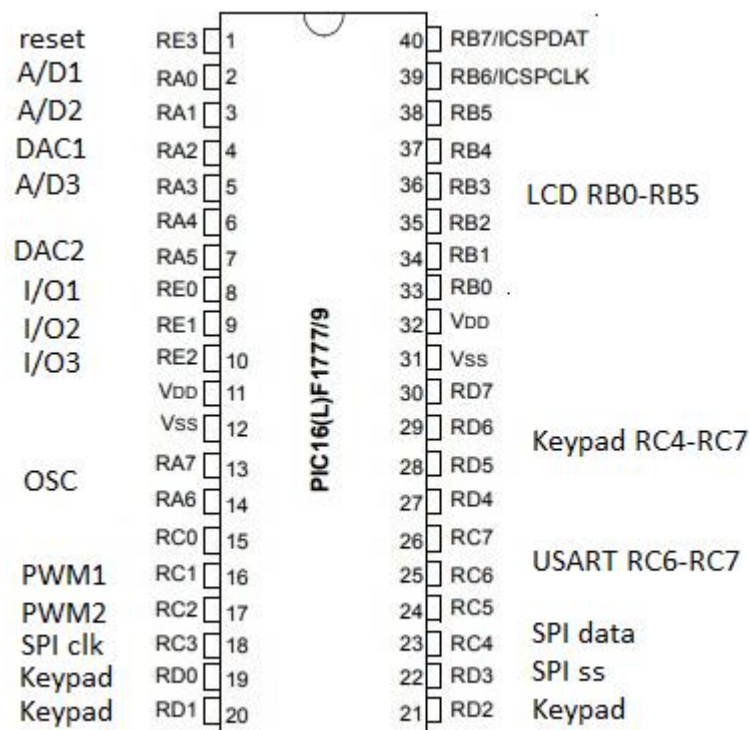 reset RE3 1 40 RB7/ICSPDAT
A/D1 RA0 2 39 RB6/ICSPCLK
A/D2 RA1 3 38 RB5
DAC1 RA2 4 37 RB4
A/D3 RA3 5 36 RB3
LCD RB0-RB5
RA4 6 35 RB2
DAC2 RA5 7 34 RB1
I/O1 RE0 8 33 RB0
I/O2 RE1 9 32 VDD
I/O3 RE2 10 31 VSS
VDD 11 30 RD7
VSS 12 29 RD6
Keypad RC4-RC7
RA7 13 28 RD5
OSC
RA6 14 27 RD4
RC0 15 26 RC7
USART RC6-RC7
PWM1 RC1 16 25 RC6
PWM2 RC2 17 24 RC5
SPI clk RC3 18 23 RC4 SPI data
Keypad RD0 19 22 RD3 SPI ss
Keypad RD1 20 21 RD2 Keypad
PIC16(L)F1777/9